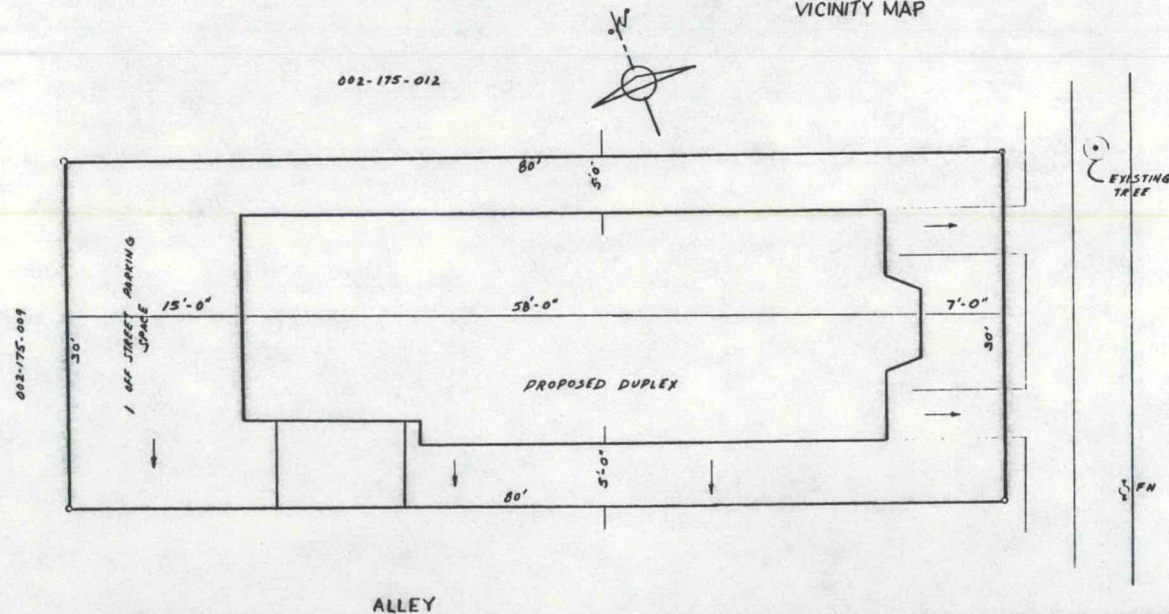 VICINITY MAP
002-175-012
80'
5'-0"
EXISTING
TREE
002-175-009
30'
1 OFF STREET PARKING
SPACE
15'-0"
58'-0"
7'-0"
30'
PROPOSED DUPLEX
5'-0"
80'
FH
ALLEY